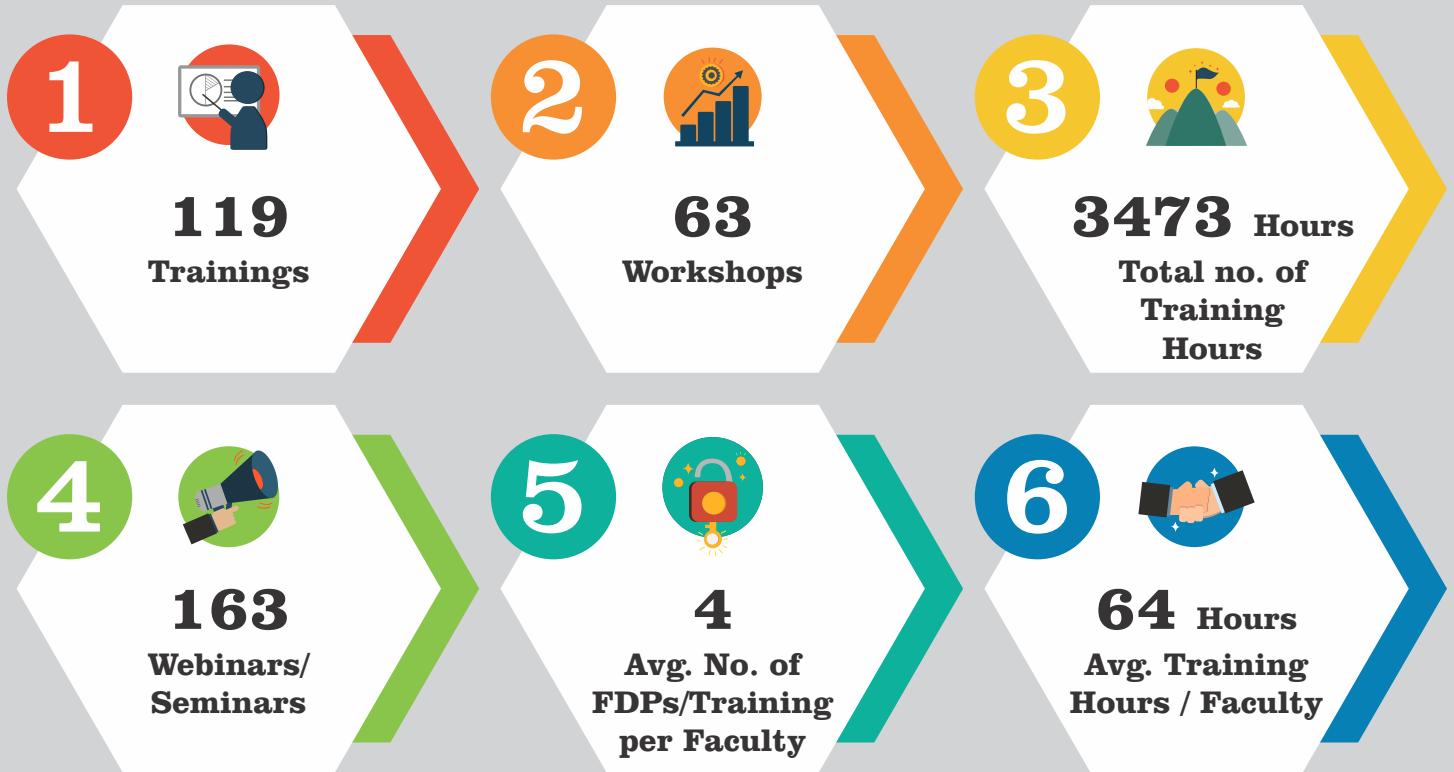 1
119
Trainings
2
63
Workshops
3
3473 Hours
Total no. of
Training
Hours
4
163
Webinars/
Seminars
5
4
Avg. No. of
FDPs/Training
per Faculty
6
64 Hours
Avg. Training
Hours / Faculty